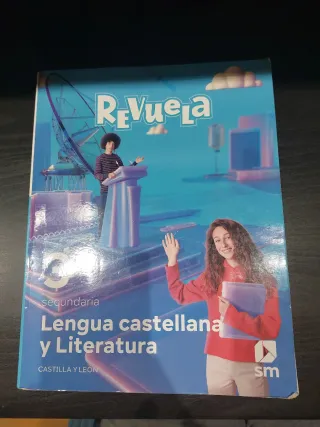 REVUELA
secundaria
Lengua castellana
y Literatura
CASTILLA Y LEÓN
sm